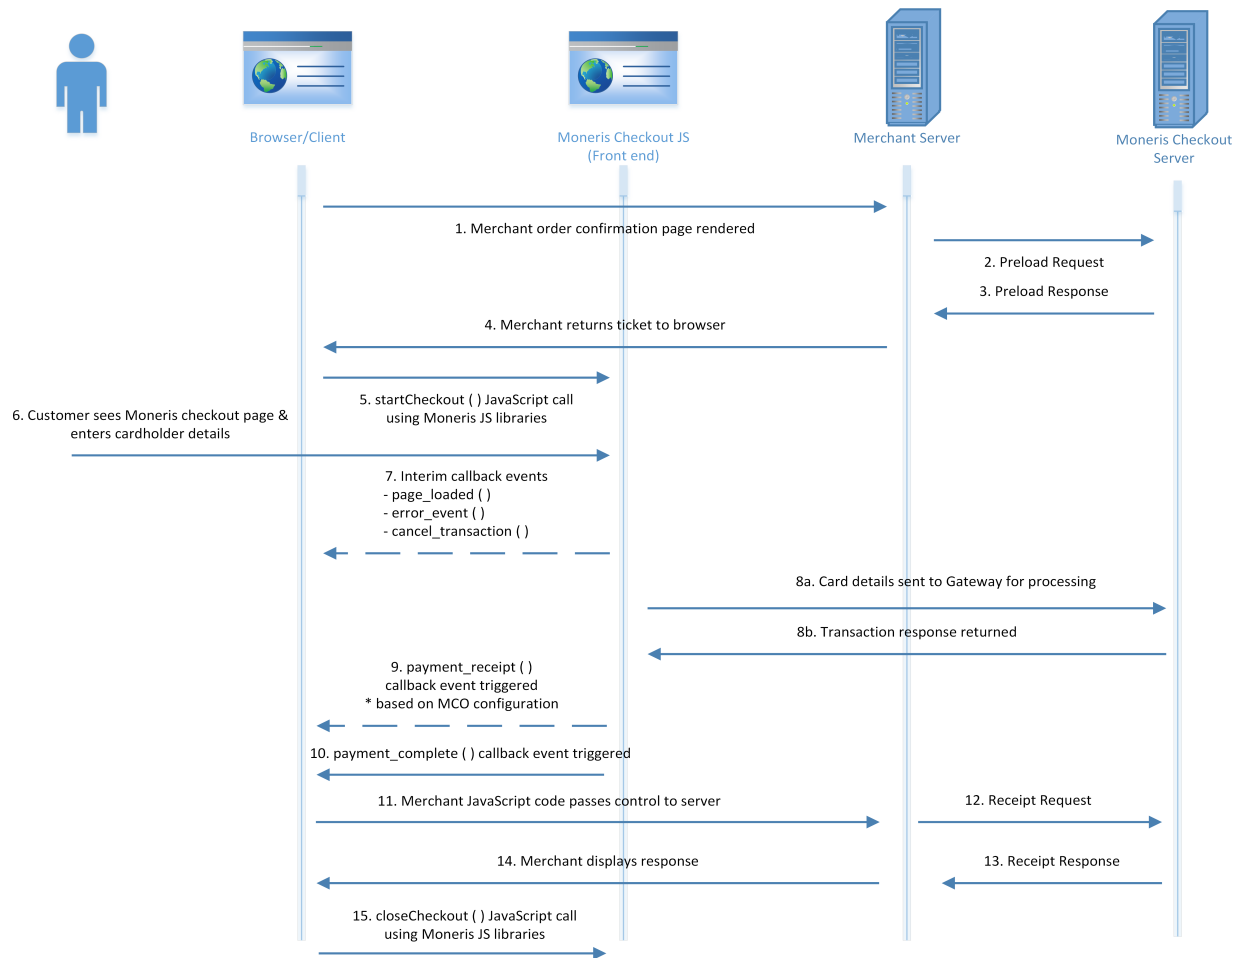 Browser/Client
Moneris Checkout JS
(Front end)
Merchant Server
Moneris Checkout
Server
1. Merchant order confirmation page rendered
2. Preload Request
3. Preload Response
4. Merchant returns ticket to browser
5. startCheckout ( ) JavaScript call
using Moneris JS libraries
6. Customer sees Moneris checkout page &
enters cardholder details
7. Interim callback events
- page_loaded ( )
- error_event ( )
- cancel_transaction ( )
8a. Card details sent to Gateway for processing
8b. Transaction response returned
9. payment_receipt ( )
callback event triggered
* based on MCO configuration
10. payment_complete ( ) callback event triggered
11. Merchant JavaScript code passes control to server
12. Receipt Request
13. Receipt Response
14. Merchant displays response
15. closeCheckout ( ) JavaScript call
using Moneris JS libraries